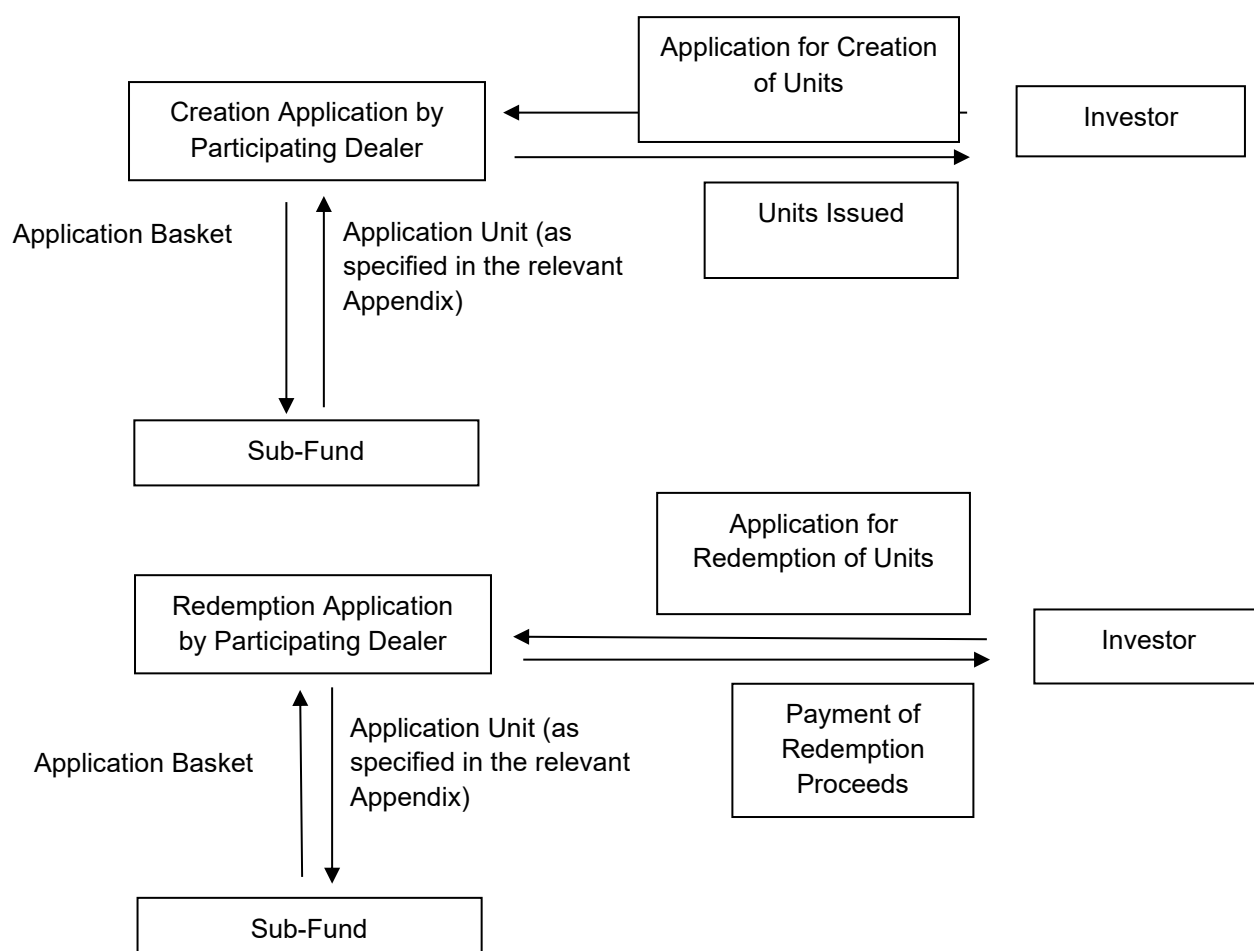 Application for Creation
of Units
Creation Application by
Participating Dealer
Investor
Units Issued
Application Basket
Application Unit (as
specified in the relevant
Appendix)
Sub-Fund
Application for
Redemption of Units
Redemption Application
by Participating Dealer
Investor
Payment of
Redemption
Proceeds
Application Basket
Application Unit (as
specified in the relevant
Appendix)
Sub-Fund